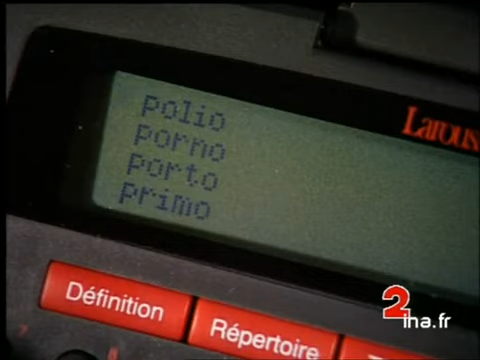 polio
porno
porto
primo
Larous
Définition
Répertoire
2
ina.fr